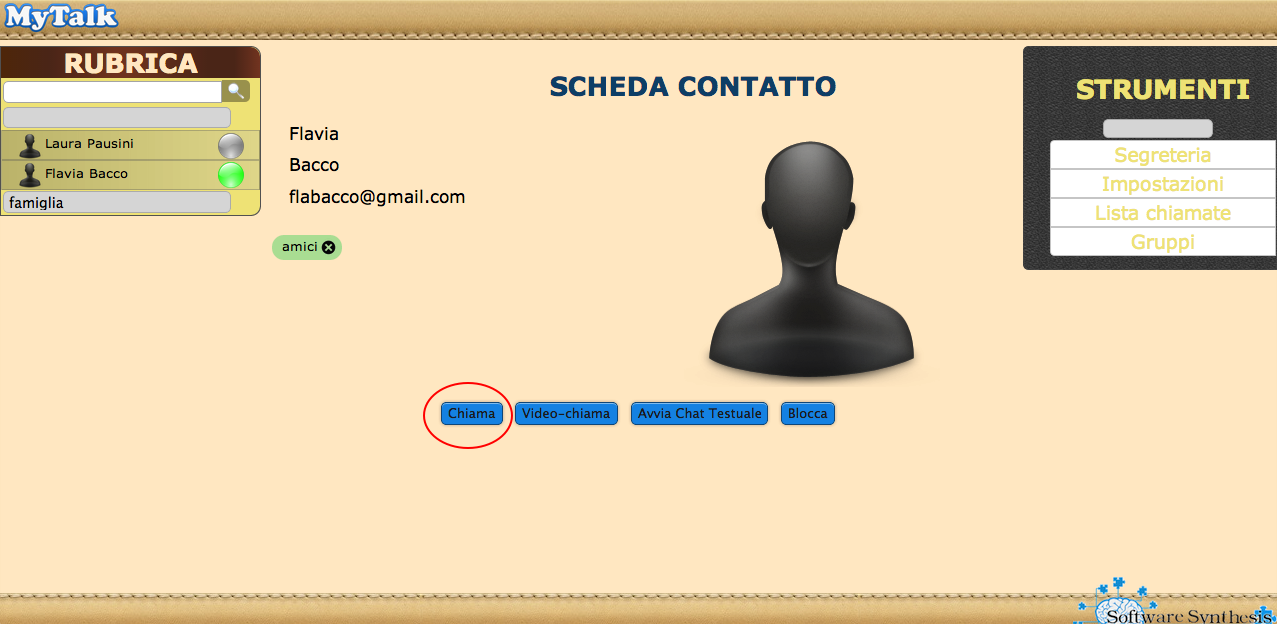 MyTalk
RUBRICA
Laura Pausini
Flavia Bacco
famiglia
SCHEDA CONTATTO
Flavia
Bacco
flabacco@gmail.com
amici
Chiama
Video-chiama
Avvia Chat Testuale
Blocca
STRUMENTI
Segreteria
Impostazioni
Lista chiamate
Gruppi
Software Synthesis